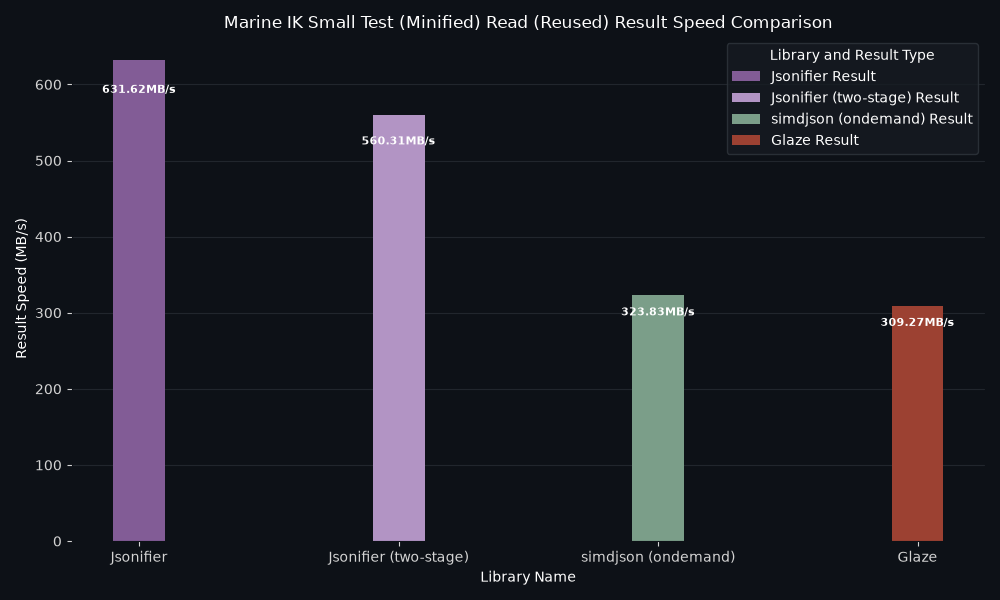 Marine IK Small Test (Minified) Read (Reused) Result Speed Comparison
Library and Result Type
Jsonifier Result
Jsonifier (two-stage) Result
simdjson (ondemand) Result
Glaze Result
631.62MB/s
560.31MB/s
323.83MB/s
309.27MB/s
Result Speed (MB/s)
600
500
400
300
200
100
0
Jsonifier
Jsonifier (two-stage)
simdjson (ondemand)
Glaze
Library Name